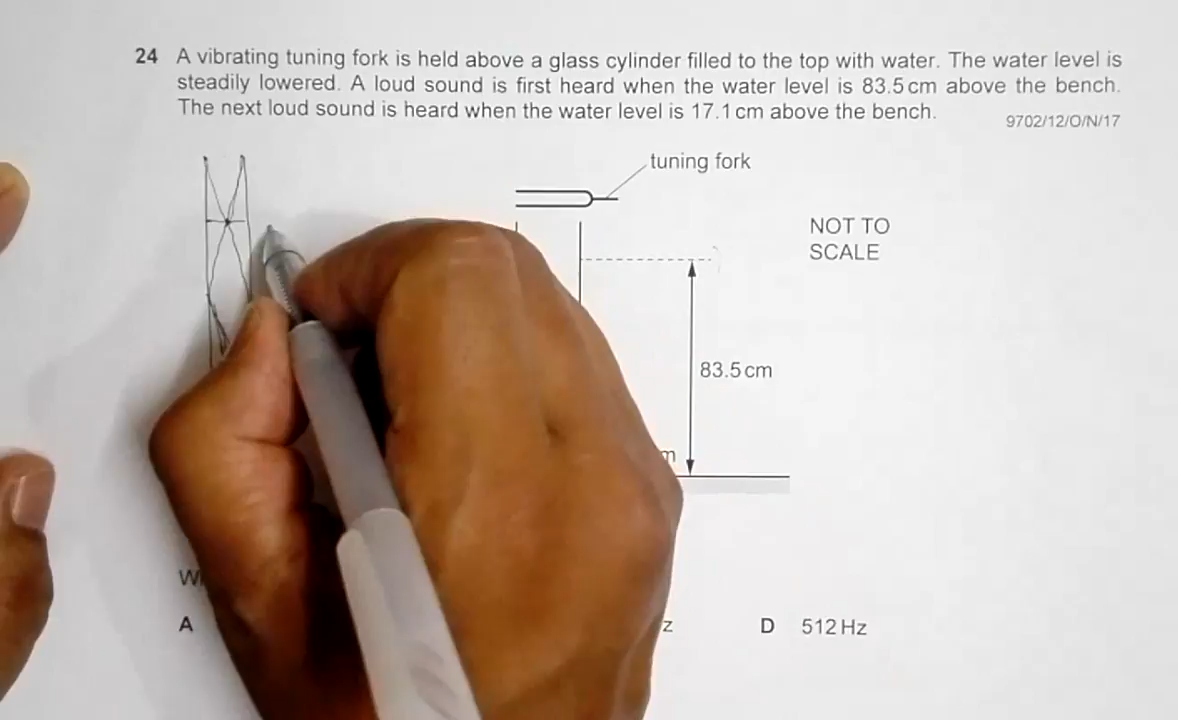 24 A vibrating tuning fork is held above a glass cylinder filled to the top with water. The water level is
steadily lowered. A loud sound is first heard when the water level is 83.5 cm above the bench.
The next loud sound is heard when the water level is 17.1 cm above the bench.
9702/12/O/N/17
tuning fork
NOT TO
SCALE
83.5 cm
A
z
D 512 Hz